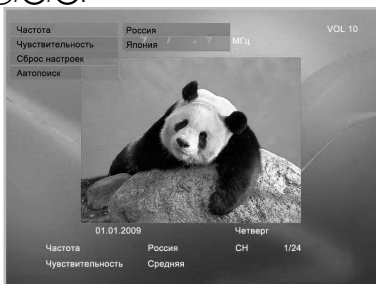 Частота Россия VOL 10
Чувствительность Япония МГц
Сброс настроек
Автопоиск
01.01.2009 Четверг
Частота Россия CH 1/24
Чувствительность Средняя